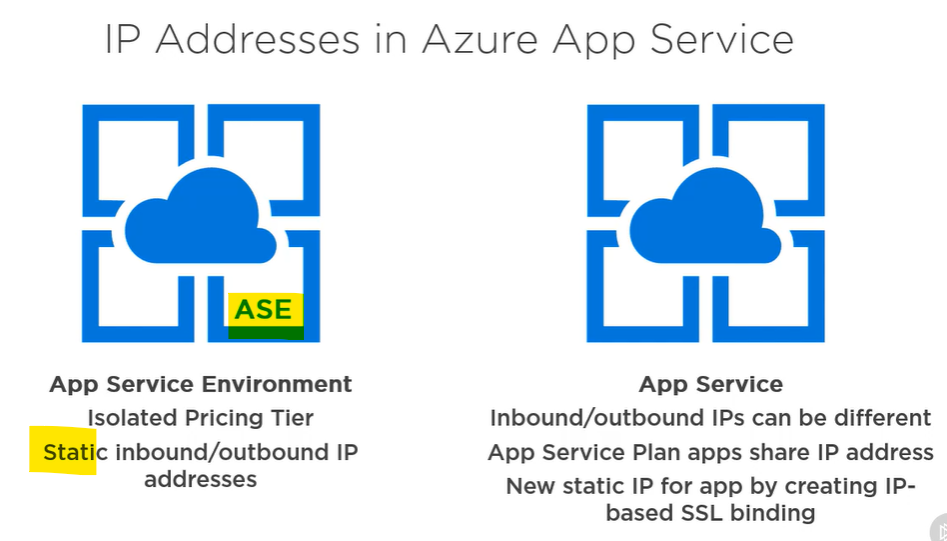 IP Addresses in Azure App Service
ASE
App Service Environment
Isolated Pricing Tier
Static inbound/outbound IP
addresses
App Service
Inbound/outbound IPs can be different
App Service Plan apps share IP address
New static IP for app by creating IP-
based SSL binding